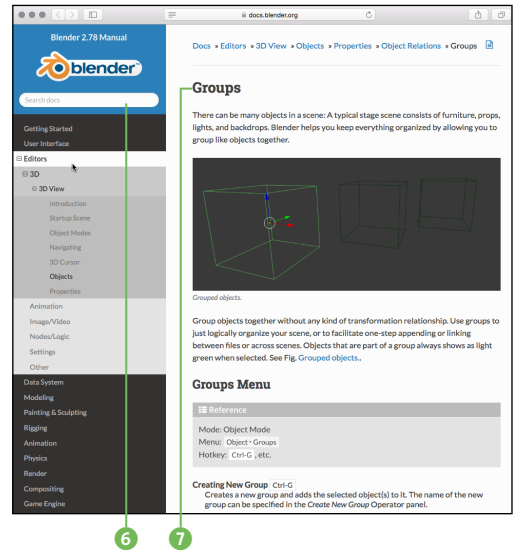 docs.blender.org
Blender 2.78 Manual
blender
Search docs
Getting Started
User Interface
Editors
3D
3D View
Introduction
Startup Scene
Object Modes
Navigating
3D Cursor
Objects
Properties
Animation
Image/Video
Nodes/Logic
Settings
Other
Data System
Modeling
Painting & Sculpting
Rigging
Animation
Physics
Render
Compositing
Game Engine
Docs » Editors » 3D View » Objects » Properties » Object Relations » Groups
Groups
There can be many objects in a scene: A typical stage scene consists of furniture, props,
lights, and backdrops. Blender helps you keep everything organized by allowing you to
group like objects together.
Grouped objects.
Group objects together without any kind of transformation relationship. Use groups to
just logically organize your scene, or to facilitate one-step appending or linking
between files or across scenes. Objects that are part of a group always shows as light
green when selected. See Fig. Grouped objects..
Groups Menu
Reference
Mode: Object Mode
Menu: Object ‣ Groups
Hotkey: Ctrl-G , etc.
Creating New Group Ctrl-G
Creates a new group and adds the selected object(s) to it. The name of the new
group can be specified in the Create New Group Operator panel.
6
7